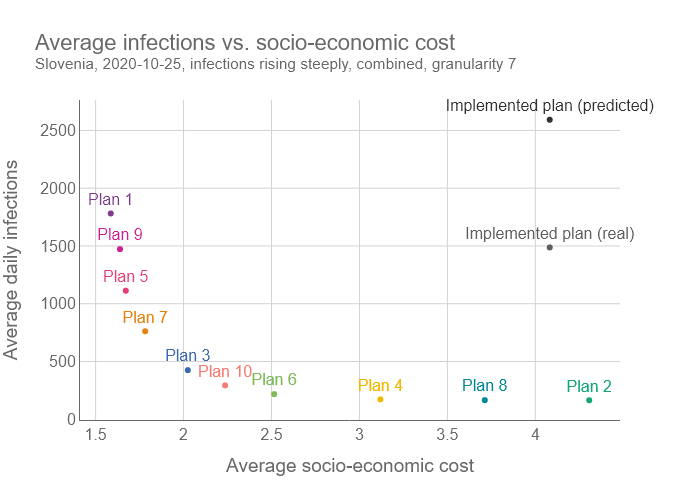 Average infections vs. socio-economic cost
Slovenia, 2020-10-25, infections rising steeply, combined, granularity 7
Implemented plan (predicted)
2500
2000
Plan 1
Plan 9
Implemented plan (real)
1500
Plan 5
1000
Plan 7
500
Plan 3
Plan 10
Plan 6
Plan 4
Plan 8
Plan 2
0
1.5
2
2.5
3
3.5
4
Average socio-economic cost
Average daily infections